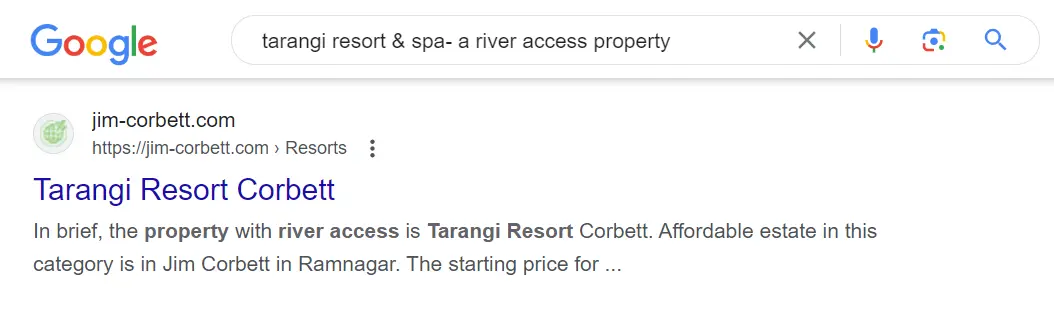 Google
tarangi resort & spa- a river access property
jim-corbett.com
https://jim-corbett.com › Resorts
Tarangi Resort Corbett
In brief, the property with river access is Tarangi Resort Corbett. Affordable estate in this
category is in Jim Corbett in Ramnagar. The starting price for ...